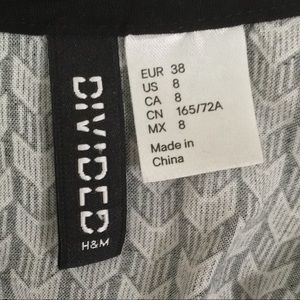 DIVIDED
H&M
EUR 38
US 8
CA 8
CN 165/72A
MX 8
Made in
China